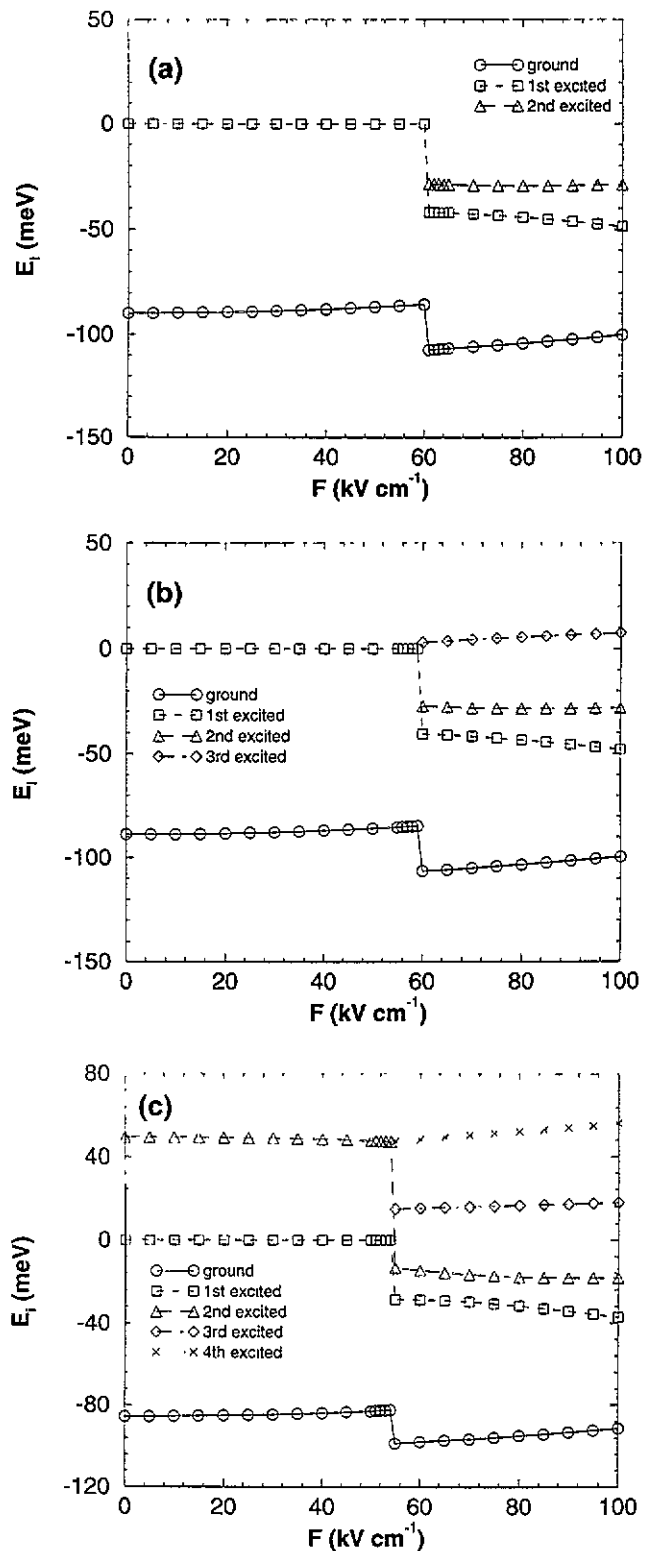 50
(a)
ground
1st excited
2nd excited
0
-50
-100
-150
E_i (meV)
0 20 40 60 80 100
F (kV cm⁻¹)
50
(b)
0
ground
1st excited
2nd excited
3rd excited
-50
-100
-150
E_i (meV)
0 20 40 60 80 100
F (kV cm⁻¹)
80
(c)
40
0
ground
1st excited
2nd excited
3rd excited
4th excited
-40
-80
-120
E_i (meV)
0 20 40 60 80 100
F (kV cm⁻¹)